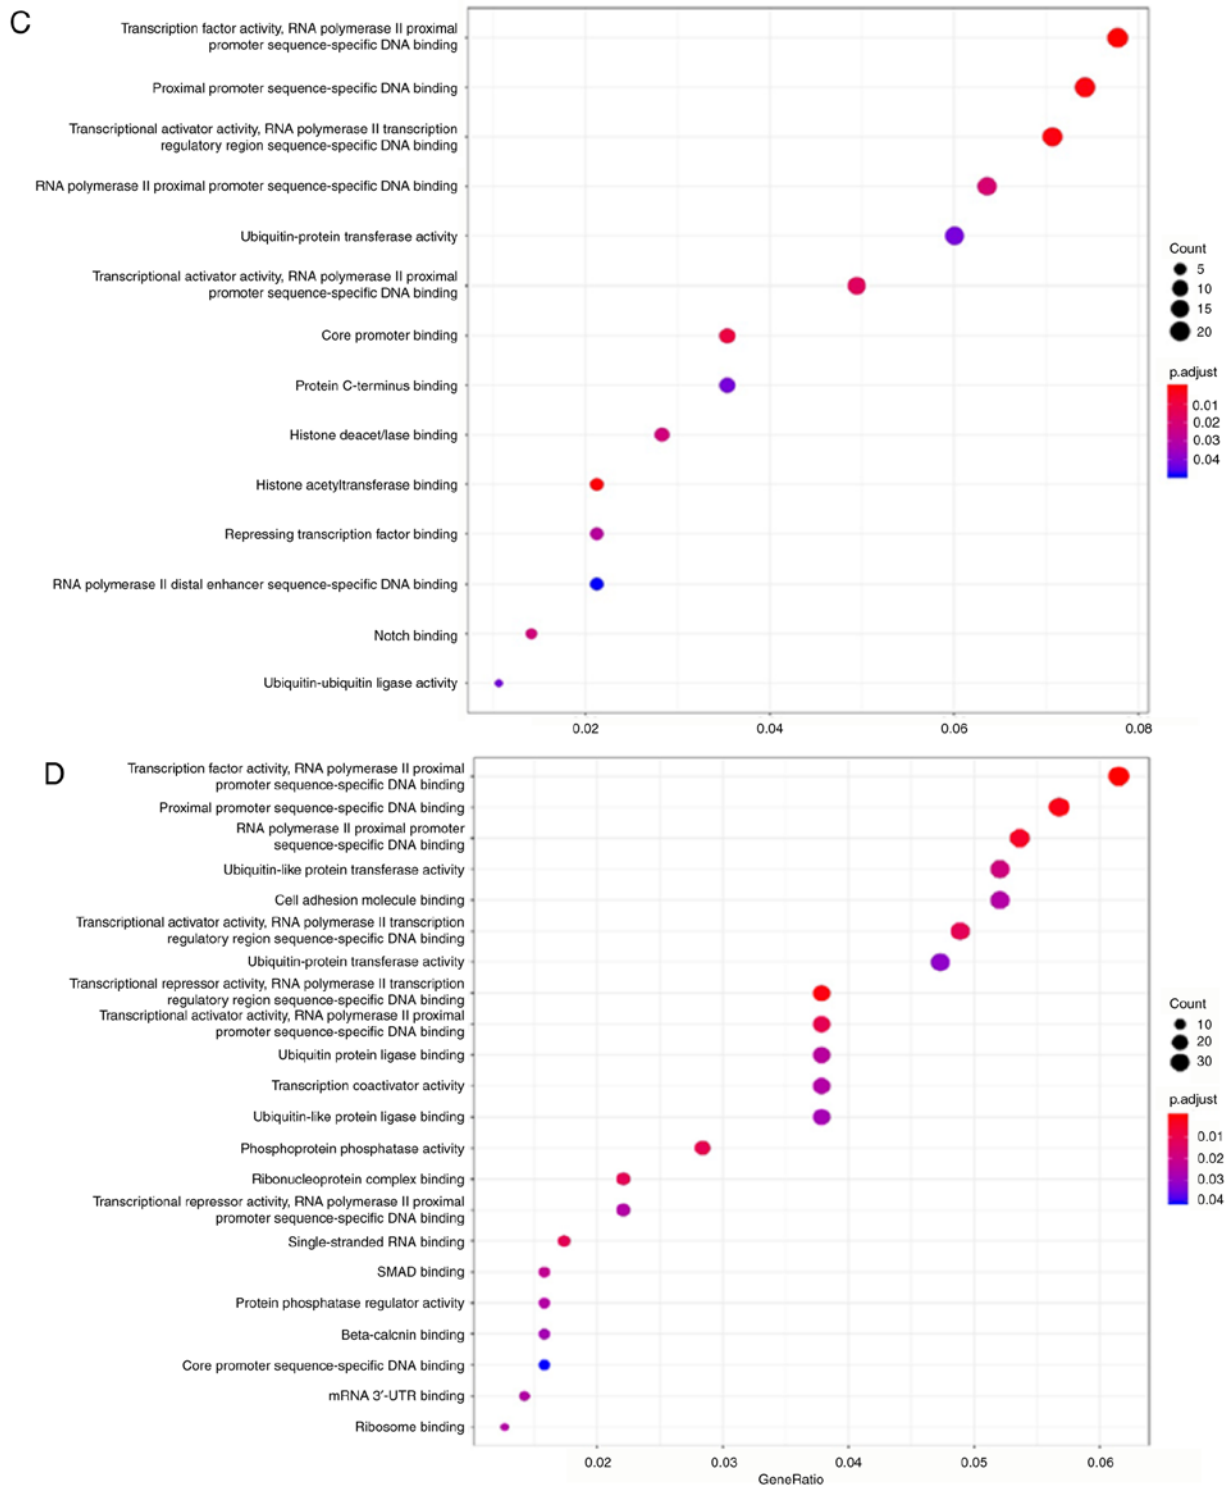 C
Transcription factor activity, RNA polymerase II proximal
promoter sequence-specific DNA binding
Proximal promoter sequence-specific DNA binding
Transcriptional activator activity, RNA polymerase II transcription
regulatory region sequence-specific DNA binding
RNA polymerase II proximal promoter sequence-specific DNA binding
Ubiquitin-protein transferase activity
Transcriptional activator activity, RNA polymerase II proximal
promoter sequence-specific DNA binding
Core promoter binding
Protein C-terminus binding
Histone deacet/lase binding
Histone acetyltransferase binding
Repressing transcription factor binding
RNA polymerase II distal enhancer sequence-specific DNA binding
Notch binding
Ubiquitin-ubiquitin ligase activity
0.02 0.04 0.06 0.08
Count
5
10
15
20
p.adjust
0.01
0.02
0.03
0.04
D
Transcription factor activity, RNA polymerase II proximal
promoter sequence-specific DNA binding
Proximal promoter sequence-specific DNA binding
RNA polymerase II proximal promoter
sequence-specific DNA binding
Ubiquitin-like protein transferase activity
Cell adhesion molecule binding
Transcriptional activator activity, RNA polymerase II transcription
regulatory region sequence-specific DNA binding
Ubiquitin-protein transferase activity
Transcriptional repressor activity, RNA polymerase II transcription
regulatory region sequence-specific DNA binding
Transcriptional activator activity, RNA polymerase II proximal
promoter sequence-specific DNA binding
Ubiquitin protein ligase binding
Transcription coactivator activity
Ubiquitin-like protein ligase binding
Phosphoprotein phosphatase activity
Ribonucleoprotein complex binding
Transcriptional repressor activity, RNA polymerase II proximal
promoter sequence-specific DNA binding
Single-stranded RNA binding
SMAD binding
Protein phosphatase regulator activity
Beta-calcnin binding
Core promoter sequence-specific DNA binding
mRNA 3′-UTR binding
Ribosome binding
0.02 0.03 0.04 0.05 0.06
GeneRatio
Count
10
20
30
p.adjust
0.01
0.02
0.03
0.04